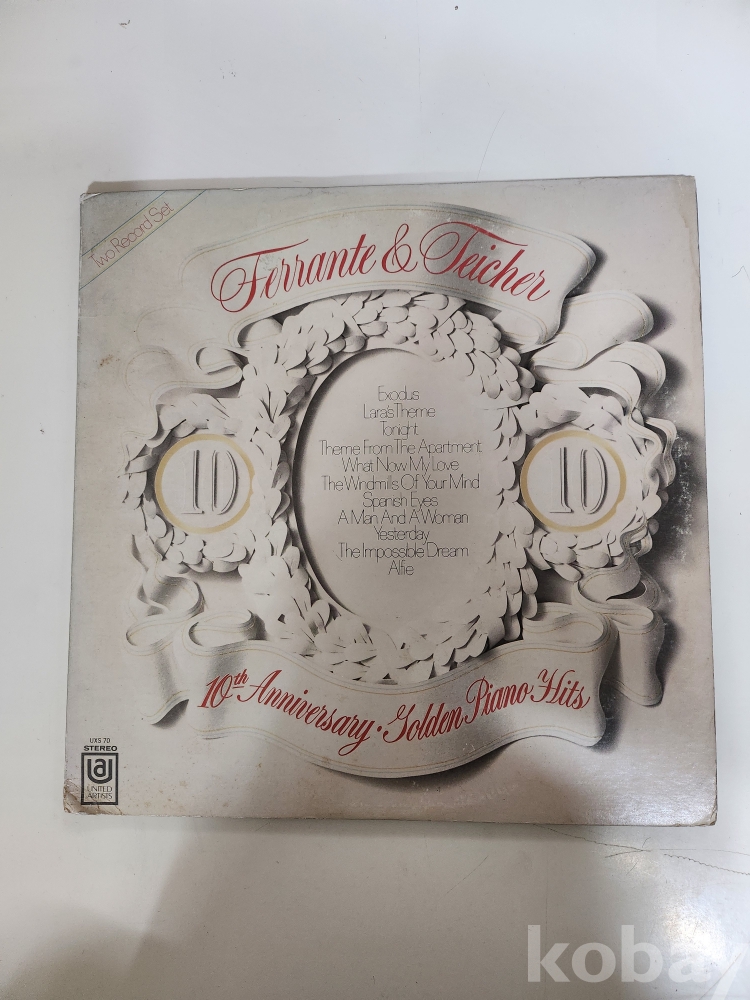 Two Record Set
Ferrante & Teicher
Exodus
Lara's Theme
Tonight
Theme From The Apartment
What Now My Love
The Windmills Of Your Mind
Spanish Eyes
A Man And A Woman
Yesterday
The Impossible Dream
Alfie
10
10
10th Anniversary · Golden Piano Hits
UXS 70
STEREO
ua
UNITED
ARTISTS
kobay